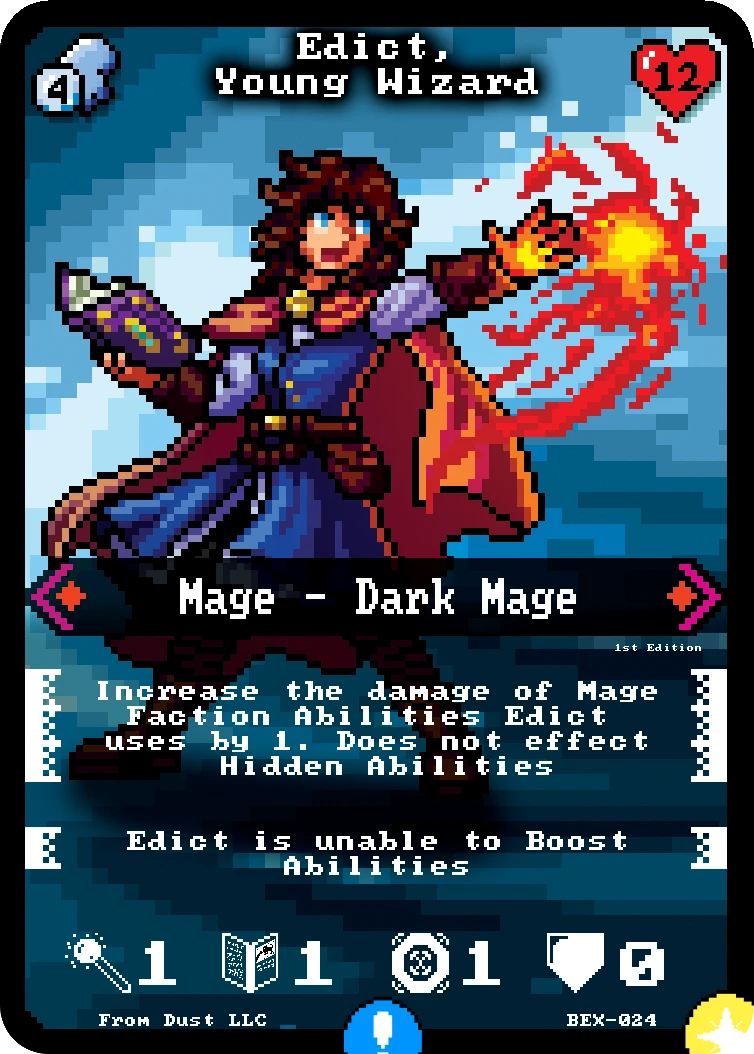 Edict,
Young Wizard
4
12
Mage - Dark Mage
1st Edition
Increase the damage of Mage
Faction Abilities Edict
uses by 1. Does not effect
Hidden Abilities
Edict is unable to Boost
Abilities
1 1 1 0
From Dust LLC BEX-024